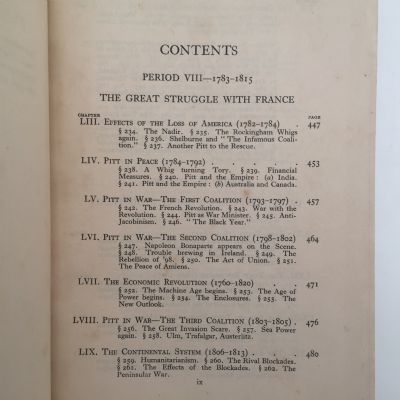 CONTENTS
PERIOD VIII—1783-1815
THE GREAT STRUGGLE WITH FRANCE
CHAPTER PAGE
LIII. Effects of the Loss of America (1782-1784) . 447
§ 234. The Nadir. § 235. The Rockingham Whigs
again. § 236. Shelburne and “ The Infamous Coali-
tion.” § 237. Another Pitt to the Rescue.
LIV. Pitt in Peace (1784-1792) . . . . . 453
§ 238. A Whig turning Tory. § 239. Financial
Measures. § 240. Pitt and the Empire : (a) India.
§ 241. Pitt and the Empire : (b) Australia and Canada.
LV. Pitt in War—The First Coalition (1793-1797) . 457
§ 242. The French Revolution. § 243. War with the
Revolution. § 244. Pitt as War Minister. § 245. Anti-
Jacobinism. § 246. “ The Black Year.”
LVI. Pitt in War—The Second Coalition (1798-1802) 464
§ 247. Napoleon Bonaparte appears on the Scene.
§ 248. Trouble brewing in Ireland. § 249. The
Rebellion of ’98. § 250. The Act of Union. § 251.
The Peace of Amiens.
LVII. The Economic Revolution (1760-1820) . 471
§ 252. The Machine Age begins. § 253. The Age of
Power begins. § 254. The Enclosures. § 255. The
New Outlook.
LVIII. Pitt in War—The Third Coalition (1803-1805) . 476
§ 256. The Great Invasion Scare. § 257. Sea Power
again. § 258. Ulm, Trafalgar, Austerlitz.
LIX. The Continental System (1806-1813) . . . 480
§ 259. Humanitarianism. § 260. The Rival Blockades.
§ 261. The Effects of the Blockades. § 262. The
Peninsular War.
ix